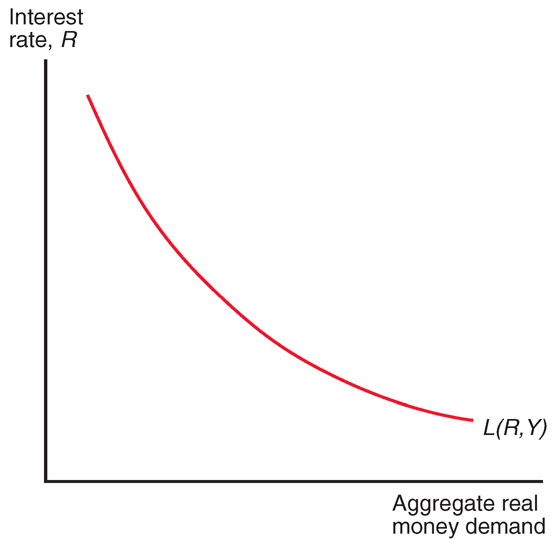 Interest
rate, R
L(R,Y)
Aggregate real
money demand